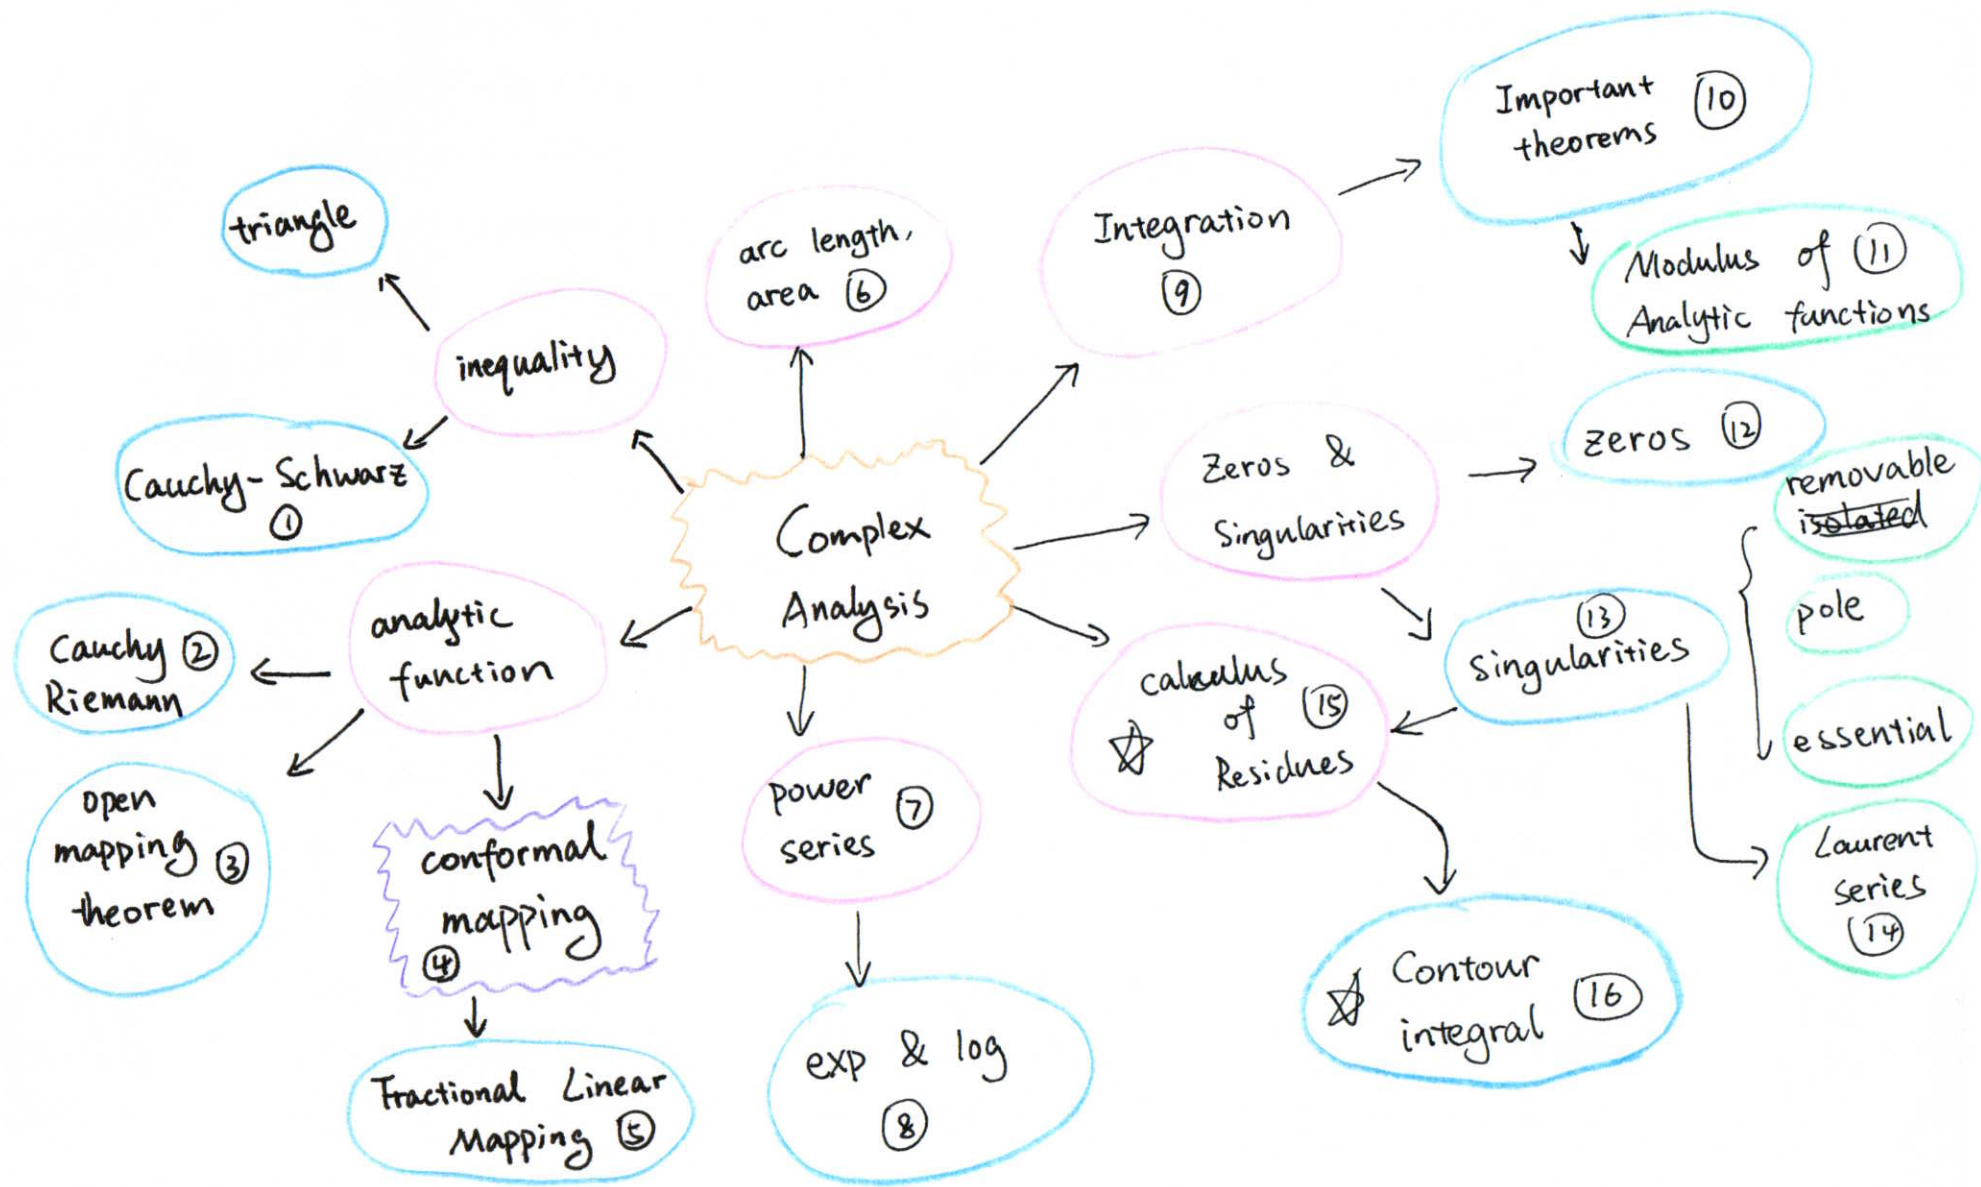 Complex
Analysis
inequality
triangle
Cauchy-Schwarz
①
analytic
function
Cauchy ②
Riemann
open
mapping ③
theorem
conformal
mapping
④
Fractional Linear
Mapping ⑤
arc length,
area ⑥
power ⑦
series
exp & log
⑧
Integration
⑨
Important ⑩
theorems
Modulus of ⑪
Analytic functions
Zeros &
Singularities
zeros ⑫
⑬
Singularities
removable
isolated
pole
essential
Laurent
series
⑭
calculus
of ⑮
☆
Residues
☆ Contour ⑯
integral